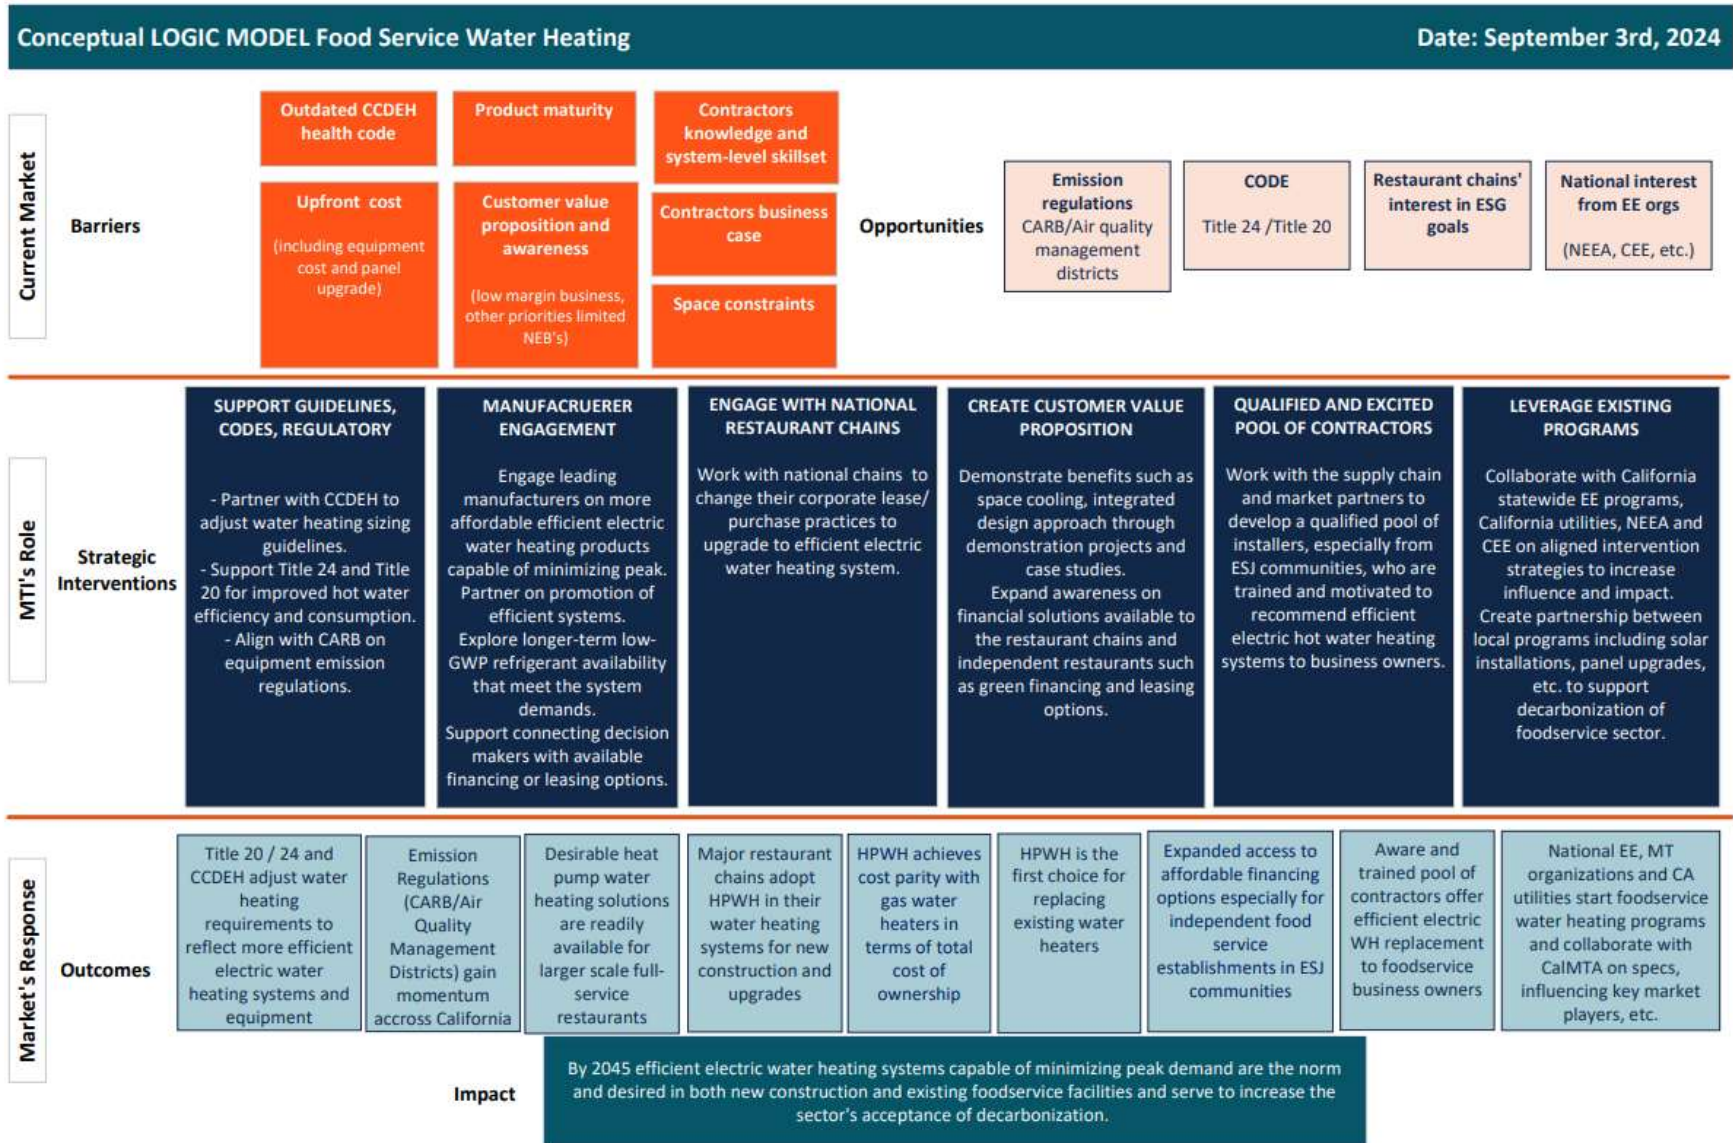 Conceptual LOGIC MODEL Food Service Water Heating
Date: September 3rd, 2024
Current Market
Barriers
Outdated CCDEH
health code
Product maturity
Contractors
knowledge and
system-level skillset
Upfront cost
(including equipment
cost and panel
upgrade)
Customer value
proposition and
awareness
(low margin business,
other priorities limited
NEB's)
Contractors business
case
Space constraints
Opportunities
Emission
regulations
CARB/Air quality
management
districts
CODE
Title 24 /Title 20
Restaurant chains'
interest in ESG
goals
National interest
from EE orgs
(NEEA, CEE, etc.)
MTI's Role
Strategic
Interventions
SUPPORT GUIDELINES,
CODES, REGULATORY
- Partner with CCDEH to
adjust water heating sizing
guidelines.
- Support Title 24 and Title
20 for improved hot water
efficiency and consumption.
- Align with CARB on
equipment emission
regulations.
MANUFACRUERER
ENGAGEMENT
Engage leading
manufacturers on more
affordable efficient electric
water heating products
capable of minimizing peak.
Partner on promotion of
efficient systems.
Explore longer-term low-
GWP refrigerant availability
that meet the system
demands.
Support connecting decision
makers with available
financing or leasing options.
ENGAGE WITH NATIONAL
RESTAURANT CHAINS
Work with national chains to
change their corporate lease/
purchase practices to
upgrade to efficient electric
water heating system.
CREATE CUSTOMER VALUE
PROPOSITION
Demonstrate benefits such as
space cooling, integrated
design approach through
demonstration projects and
case studies.
Expand awareness on
financial solutions available to
the restaurant chains and
independent restaurants such
as green financing and leasing
options.
QUALIFIED AND EXCITED
POOL OF CONTRACTORS
Work with the supply chain
and market partners to
develop a qualified pool of
installers, especially from
ESJ communities, who are
trained and motivated to
recommend efficient
electric hot water heating
systems to business owners.
LEVERAGE EXISTING
PROGRAMS
Collaborate with California
statewide EE programs,
California utilities, NEEA and
CEE on aligned intervention
strategies to increase
influence and impact.
Create partnership between
local programs including solar
installations, panel upgrades,
etc. to support
decarbonization of
foodservice sector.
Market's Response
Outcomes
Title 20 / 24 and
CCDEH adjust water
heating
requirements to
reflect more efficient
electric water
heating systems and
equipment
Emission
Regulations
(CARB/Air
Quality
Management
Districts) gain
momentum
accross California
Desirable heat
pump water
heating solutions
are readily
available for
larger scale full-
service
restaurants
Major restaurant
chains adopt
HPWH in their
water heating
systems for new
construction and
upgrades
HPWH achieves
cost parity with
gas water
heaters in
terms of total
cost of
ownership
HPWH is the
first choice for
replacing
existing water
heaters
Expanded access to
affordable financing
options especially for
independent food
service
establishments in ESJ
communities
Aware and
trained pool of
contractors offer
efficient electric
WH replacement
to foodservice
business owners
National EE, MT
organizations and CA
utilities start foodservice
water heating programs
and collaborate with
CalMTA on specs,
influencing key market
players, etc.
Impact
By 2045 efficient electric water heating systems capable of minimizing peak demand are the norm
and desired in both new construction and existing foodservice facilities and serve to increase the
sector's acceptance of decarbonization.